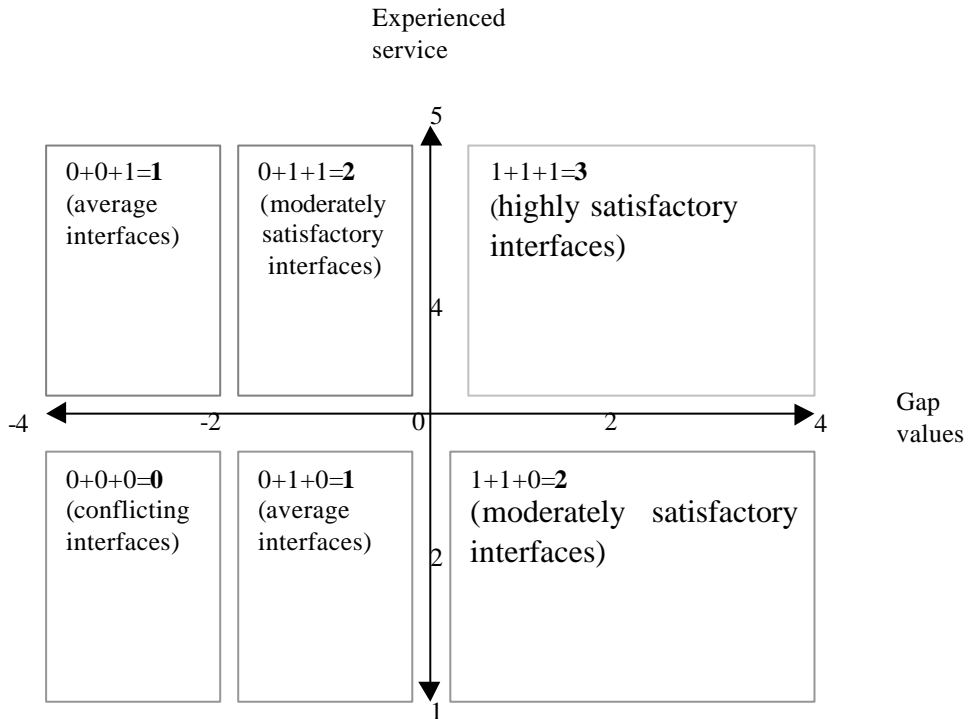 Experienced
service
5
0+0+1=1
(average
interfaces)
0+1+1=2
(moderately
satisfactory
interfaces)
1+1+1=3
(highly satisfactory
interfaces)
4
-4
-2
0
2
4
Gap
values
0+0+0=0
(conflicting
interfaces)
0+1+0=1
(average
interfaces)
1+1+0=2
(moderately satisfactory
interfaces)
2
1